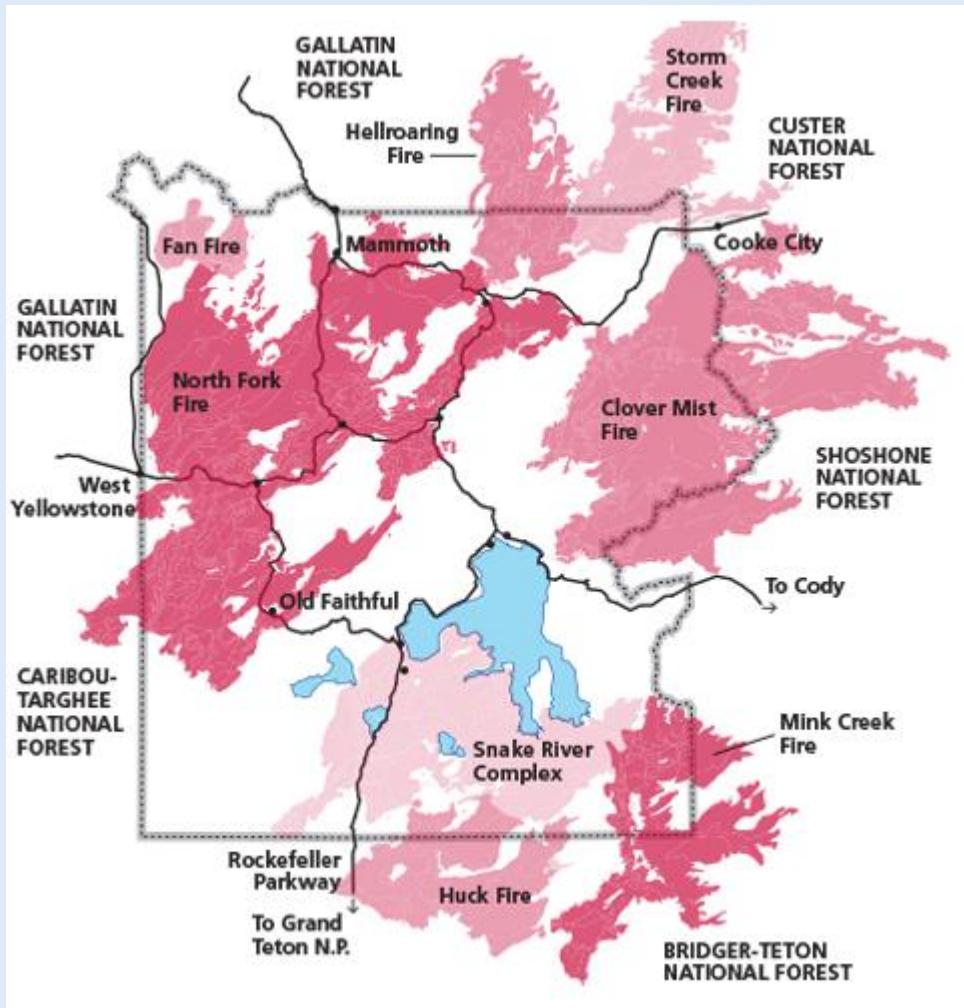 GALLATIN
NATIONAL
FOREST
Storm
Creek
Fire
Hellroaring
Fire
CUSTER
NATIONAL
FOREST
Fan Fire
Mammoth
Cooke City
GALLATIN
NATIONAL
FOREST
North Fork
Fire
Clover Mist
Fire
SHOSHONE
NATIONAL
FOREST
West
Yellowstone
To Cody
Old Faithful
CARIBOU-
TARGHEE
NATIONAL
FOREST
Mink Creek
Fire
Snake River
Complex
Rockefeller
Parkway
Huck Fire
To Grand
Teton N.P.
BRIDGER-TETON
NATIONAL FOREST